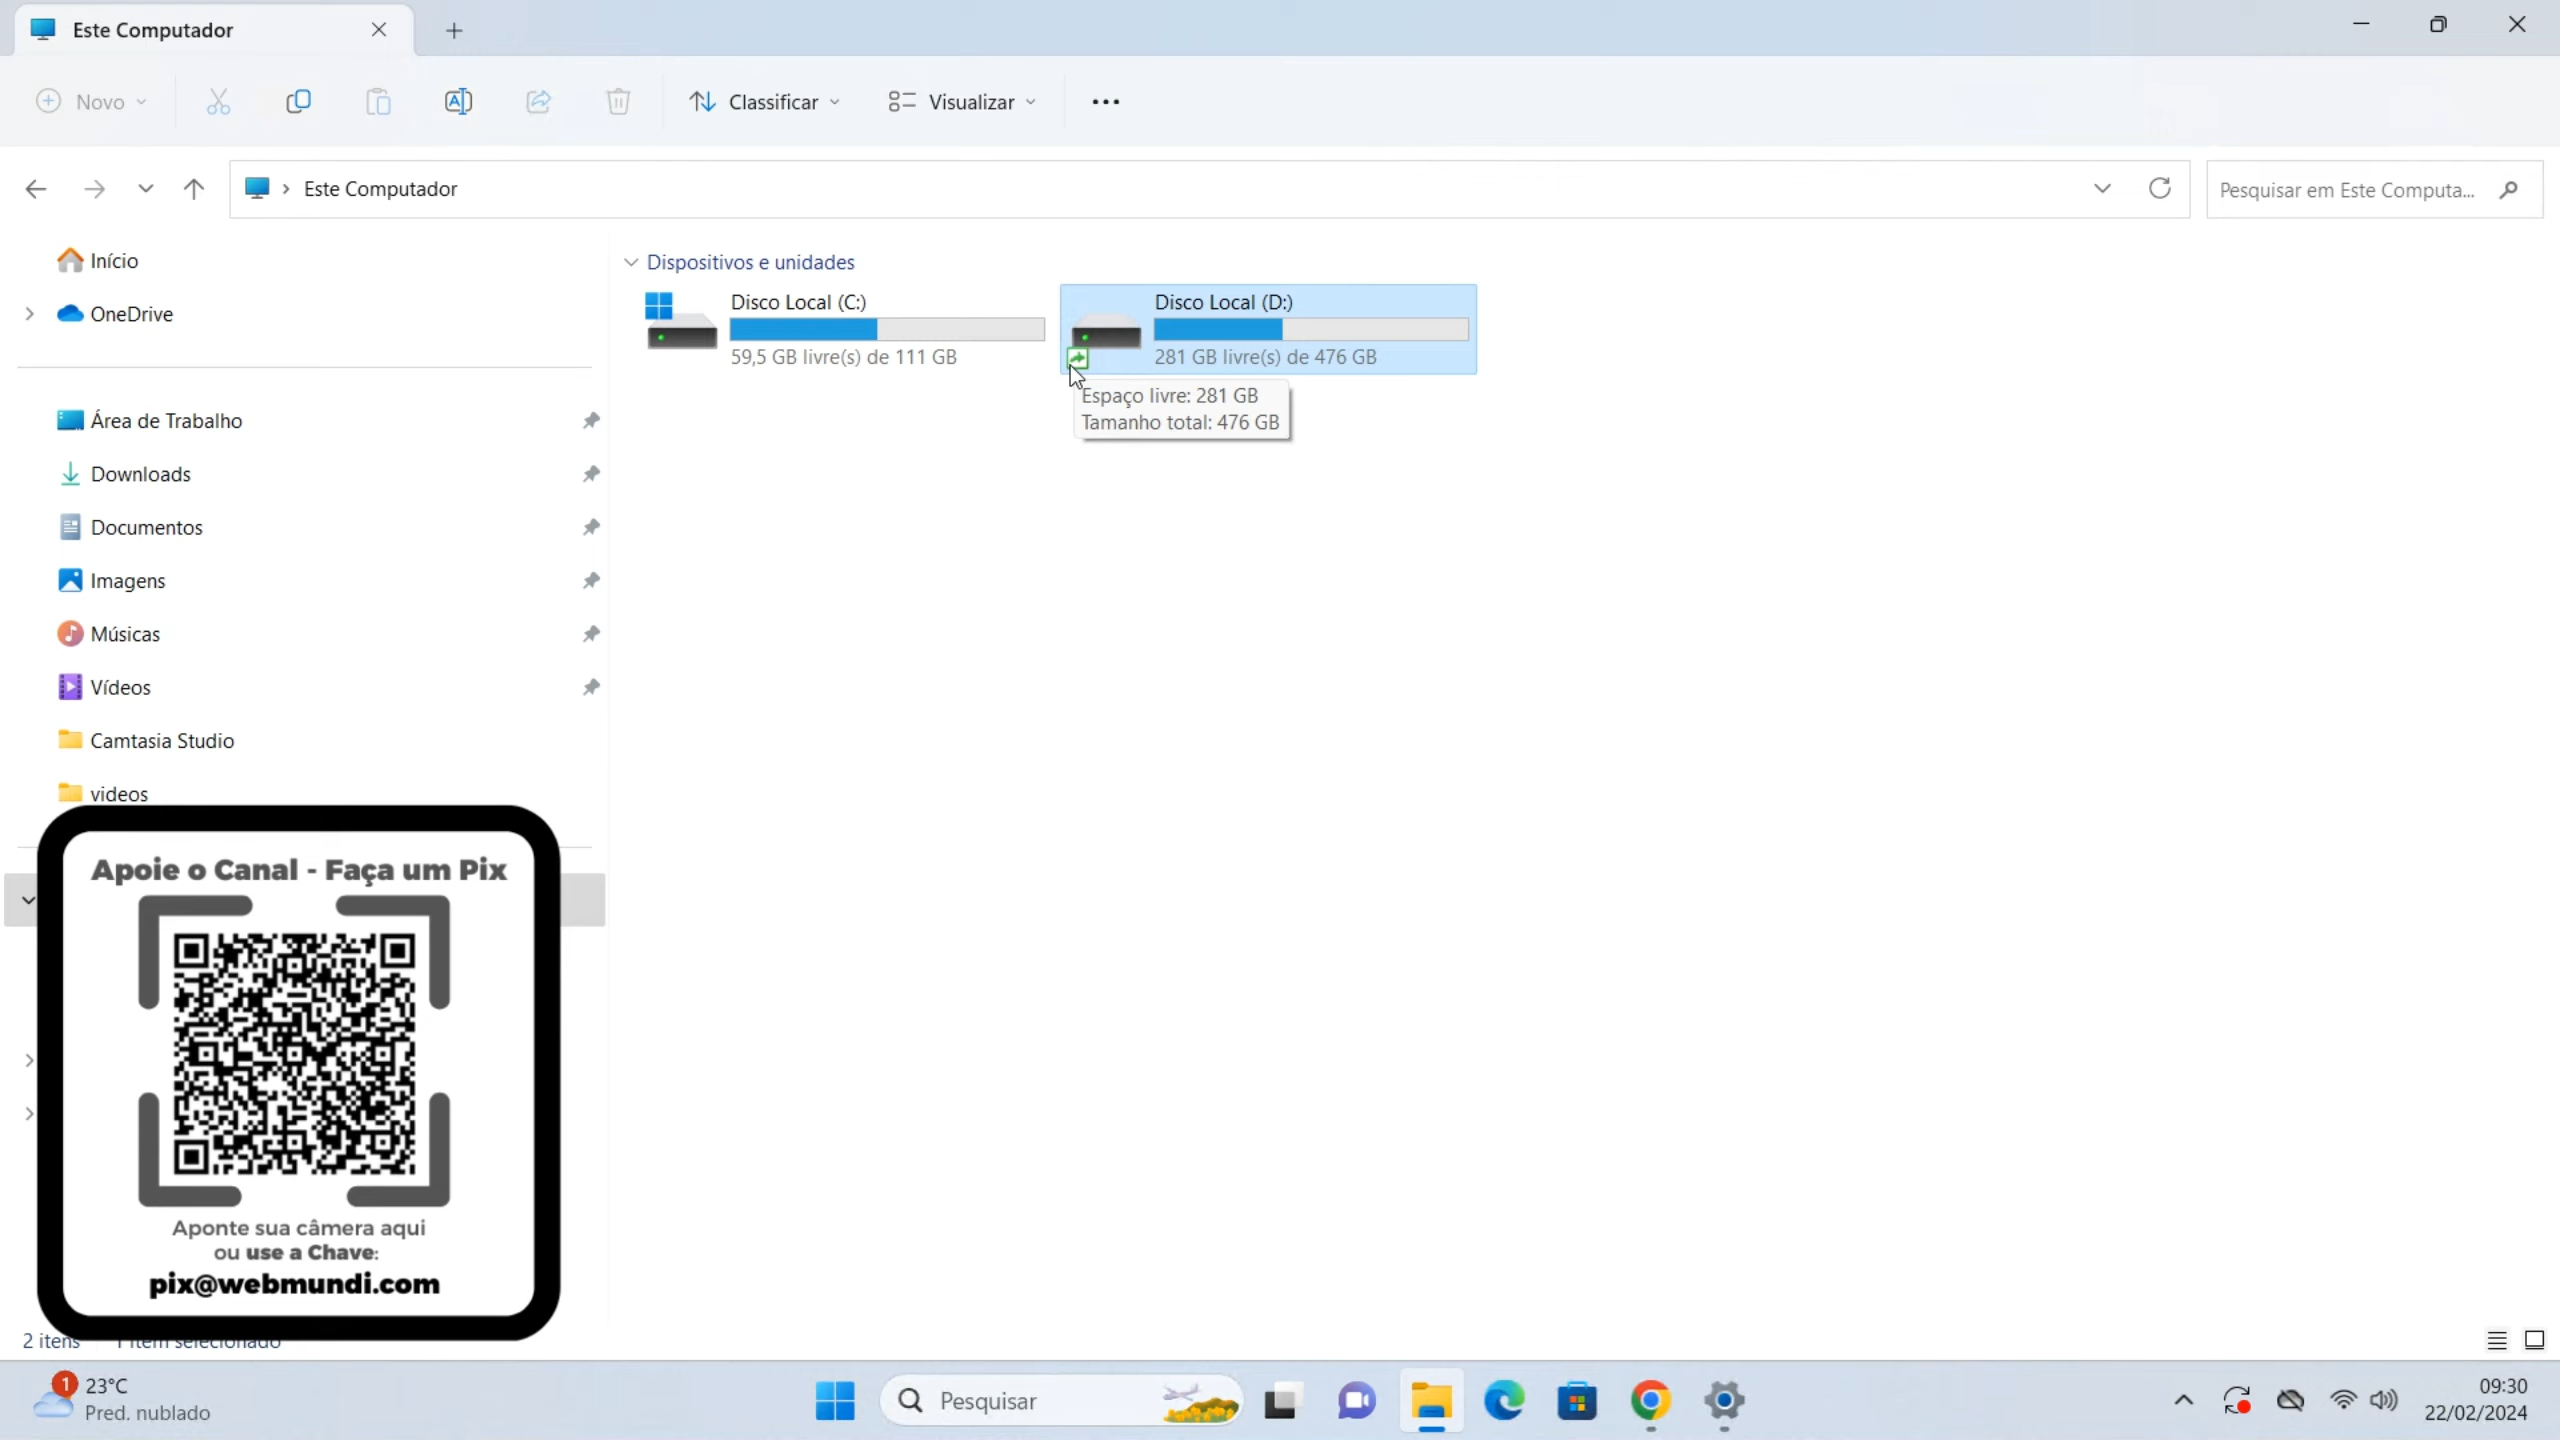 Este Computador
Novo
Classificar
Visualizar
Este Computador
Pesquisar em Este Computa...
Início
OneDrive
Área de Trabalho
Downloads
Documentos
Imagens
Músicas
Vídeos
Camtasia Studio
videos
Dispositivos e unidades
Disco Local (C:)
59,5 GB livre(s) de 111 GB
Disco Local (D:)
281 GB livre(s) de 476 GB
Espaço livre: 281 GB
Tamanho total: 476 GB
Apoie o Canal - Faça um Pix
Aponte sua câmera aqui
ou use a Chave:
pix@webmundi.com
2 itens 1 item selecionado
1
23°C
Pred. nublado
Pesquisar
09:30
22/02/2024